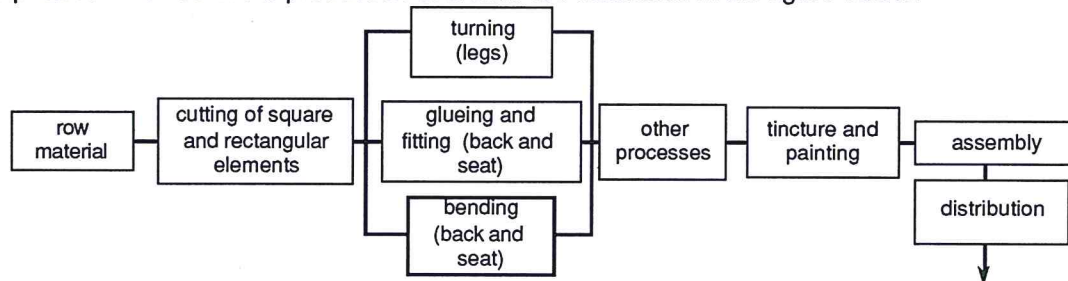 turning
(legs)
row
material
cutting of square
and rectangular
elements
glueing and
fitting (back and
seat)
bending
(back and
seat)
other
processes
tincture and
painting
assembly
distribution